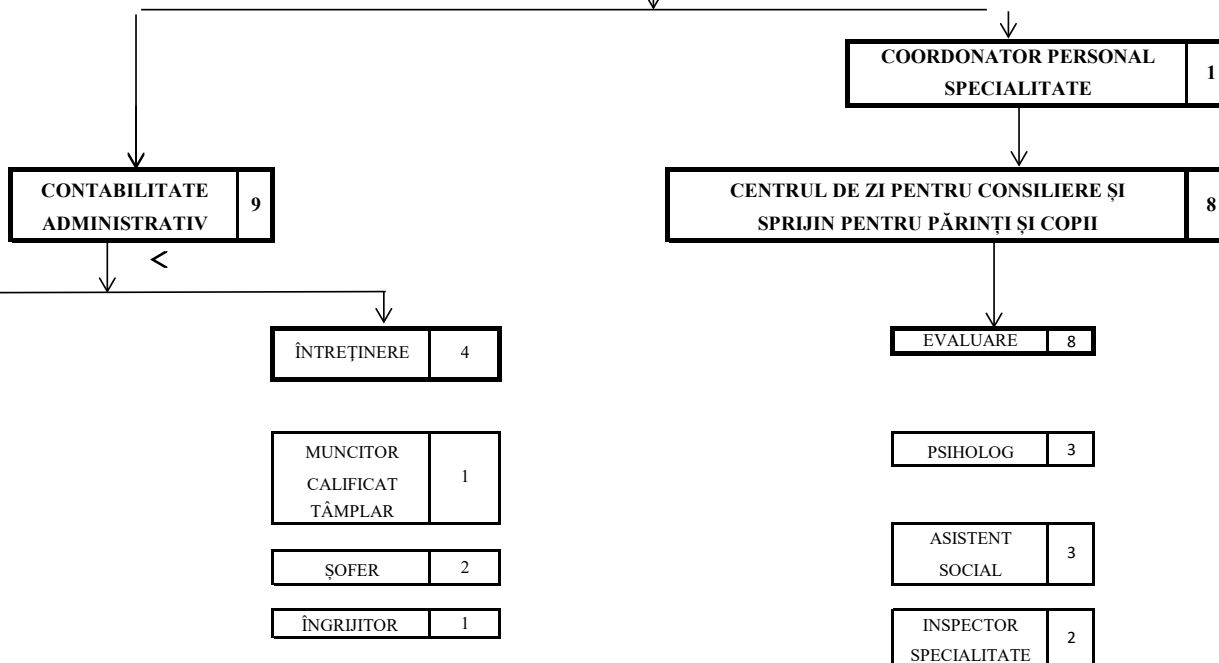 COORDONATOR PERSONAL
SPECIALITATE
1
CONTABILITATE
ADMINISTRATIV
9
CENTRUL DE ZI PENTRU CONSILIERE ȘI
SPRIJIN PENTRU PĂRINȚI ȘI COPII
8
<
ÎNTREȚINERE 4
EVALUARE 8
MUNCITOR
CALIFICAT
TÂMPLAR
1
PSIHOLOG 3
ȘOFER 2
ASISTENT
SOCIAL
3
ÎNGRIJITOR 1
INSPECTOR
SPECIALITATE
2